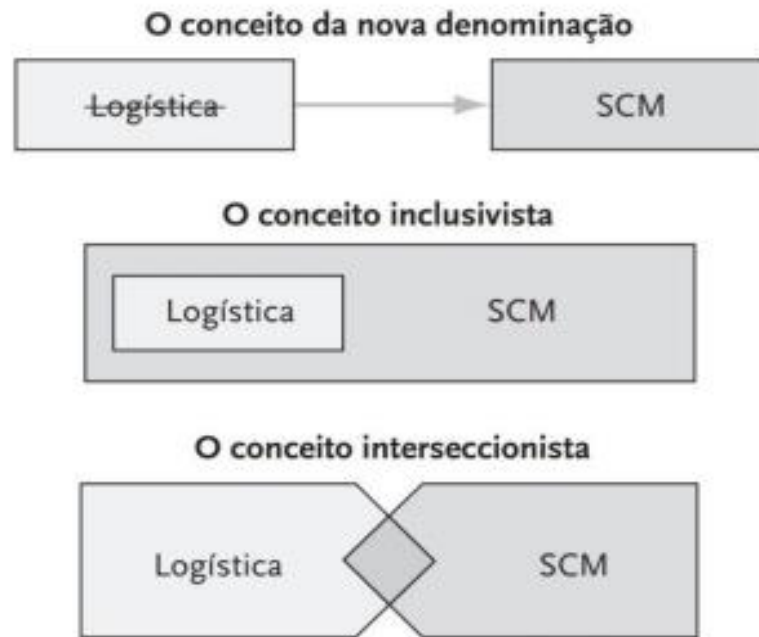 O conceito da nova denominação
Logística SCM
O conceito inclusivista
Logística SCM
O conceito interseccionista
Logística SCM